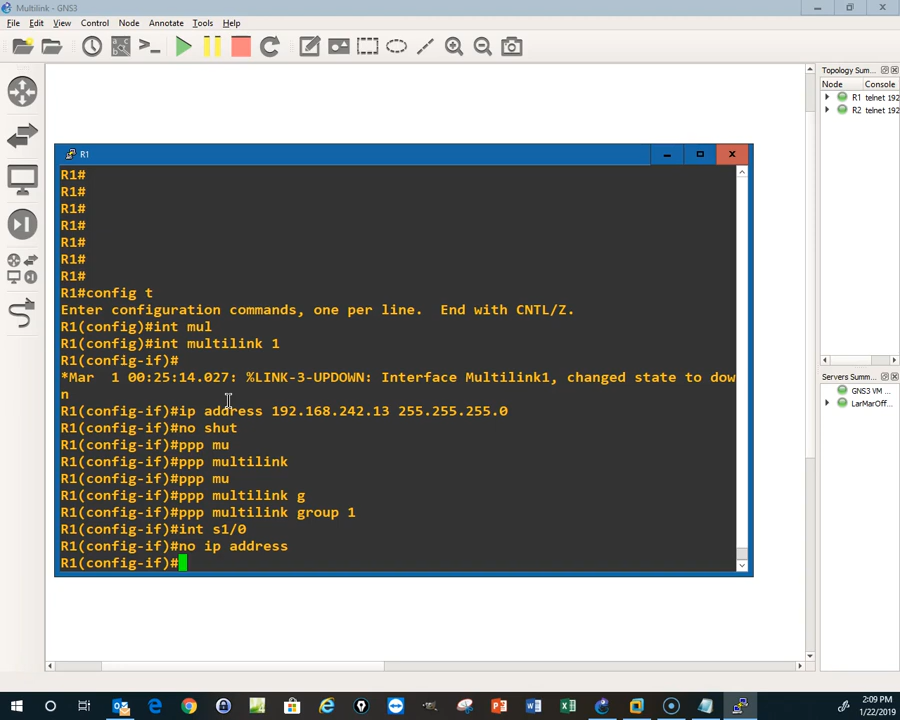 Multilink - GNS3
File Edit View Control Node Annotate Tools Help
Topology Sum...
Node Console
R1 telnet 192
R2 telnet 192
Servers Summ...
GNS3 VM ...
LarMarOff...
R1
R1#
R1#
R1#
R1#
R1#
R1#
R1#
R1#config t
Enter configuration commands, one per line.  End with CNTL/Z.
R1(config)#int mul
R1(config)#int multilink 1
R1(config-if)#
*Mar  1 00:25:14.027: %LINK-3-UPDOWN: Interface Multilink1, changed state to dow
n
R1(config-if)#ip address 192.168.242.13 255.255.255.0
R1(config-if)#no shut
R1(config-if)#ppp mu
R1(config-if)#ppp multilink
R1(config-if)#ppp mu
R1(config-if)#ppp multilink g
R1(config-if)#ppp multilink group 1
R1(config-if)#int s1/0
R1(config-if)#no ip address
R1(config-if)#
2:09 PM
1/22/2019